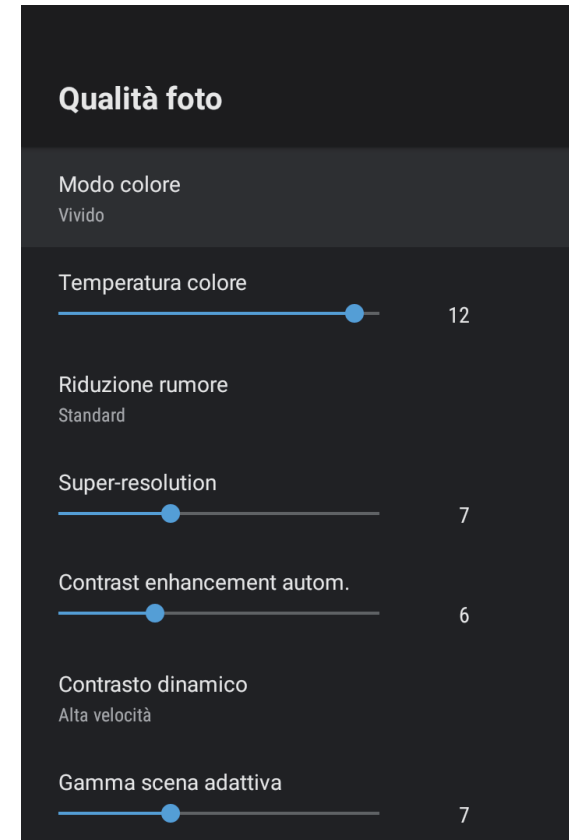 Qualità foto
Modo colore
Vivido
Temperatura colore
12
Riduzione rumore
Standard
Super-resolution
7
Contrast enhancement autom.
6
Contrasto dinamico
Alta velocità
Gamma scena adattiva
7